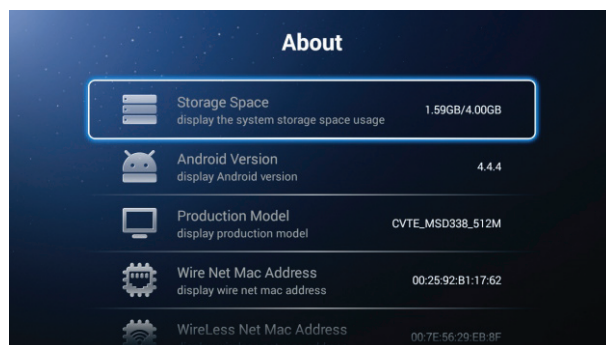 About
Storage Space
display the system storage space usage
1.59GB/4.00GB
Android Version
display Android version
4.4.4
Production Model
display production model
CVTE_MSD338_512M
Wire Net Mac Address
display wire net mac address
00:25:92:B1:17:62
WireLess Net Mac Address
00:7E:56:29:EB:8F